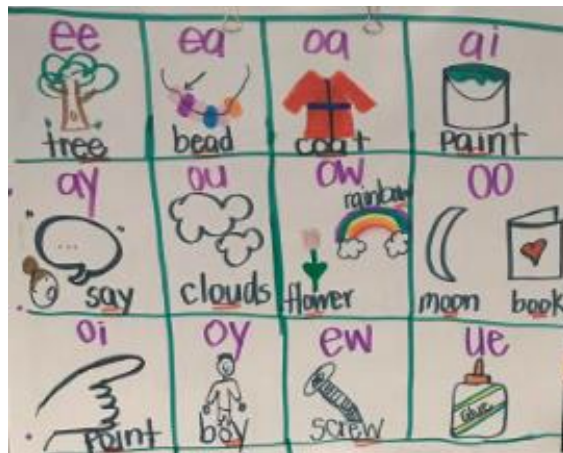 ee ea oa ai
tree bead coat paint
ay ou ow oo
rainbow
" ... "
say clouds flower moon book
oi oy ew ue
Glue
point boy screw